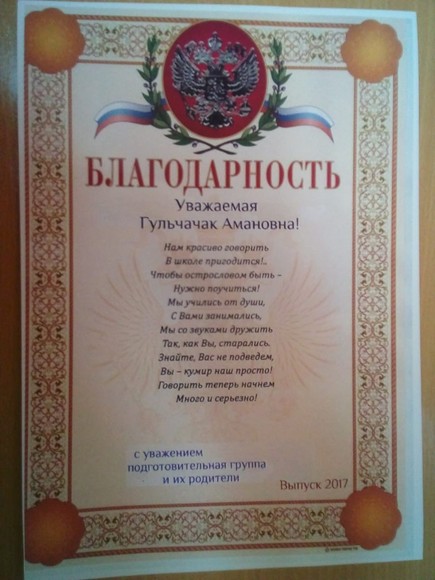 БЛАГОДАРНОСТЬ
Уважаемая
Гульчачак Амановна!
Нам красиво говорить
В школе пригодится!..
Чтобы острословом быть –
Нужно поучиться!
Мы учились от души,
С Вами занимались,
Мы со звуками дружить
Так, как Вы, старались.
Знайте, Вас не подведем,
Вы – кумир наш просто!
Говорить теперь начнем
Много и серьезно!
с уважением
подготовительная группа
и их родители
Выпуск 2017